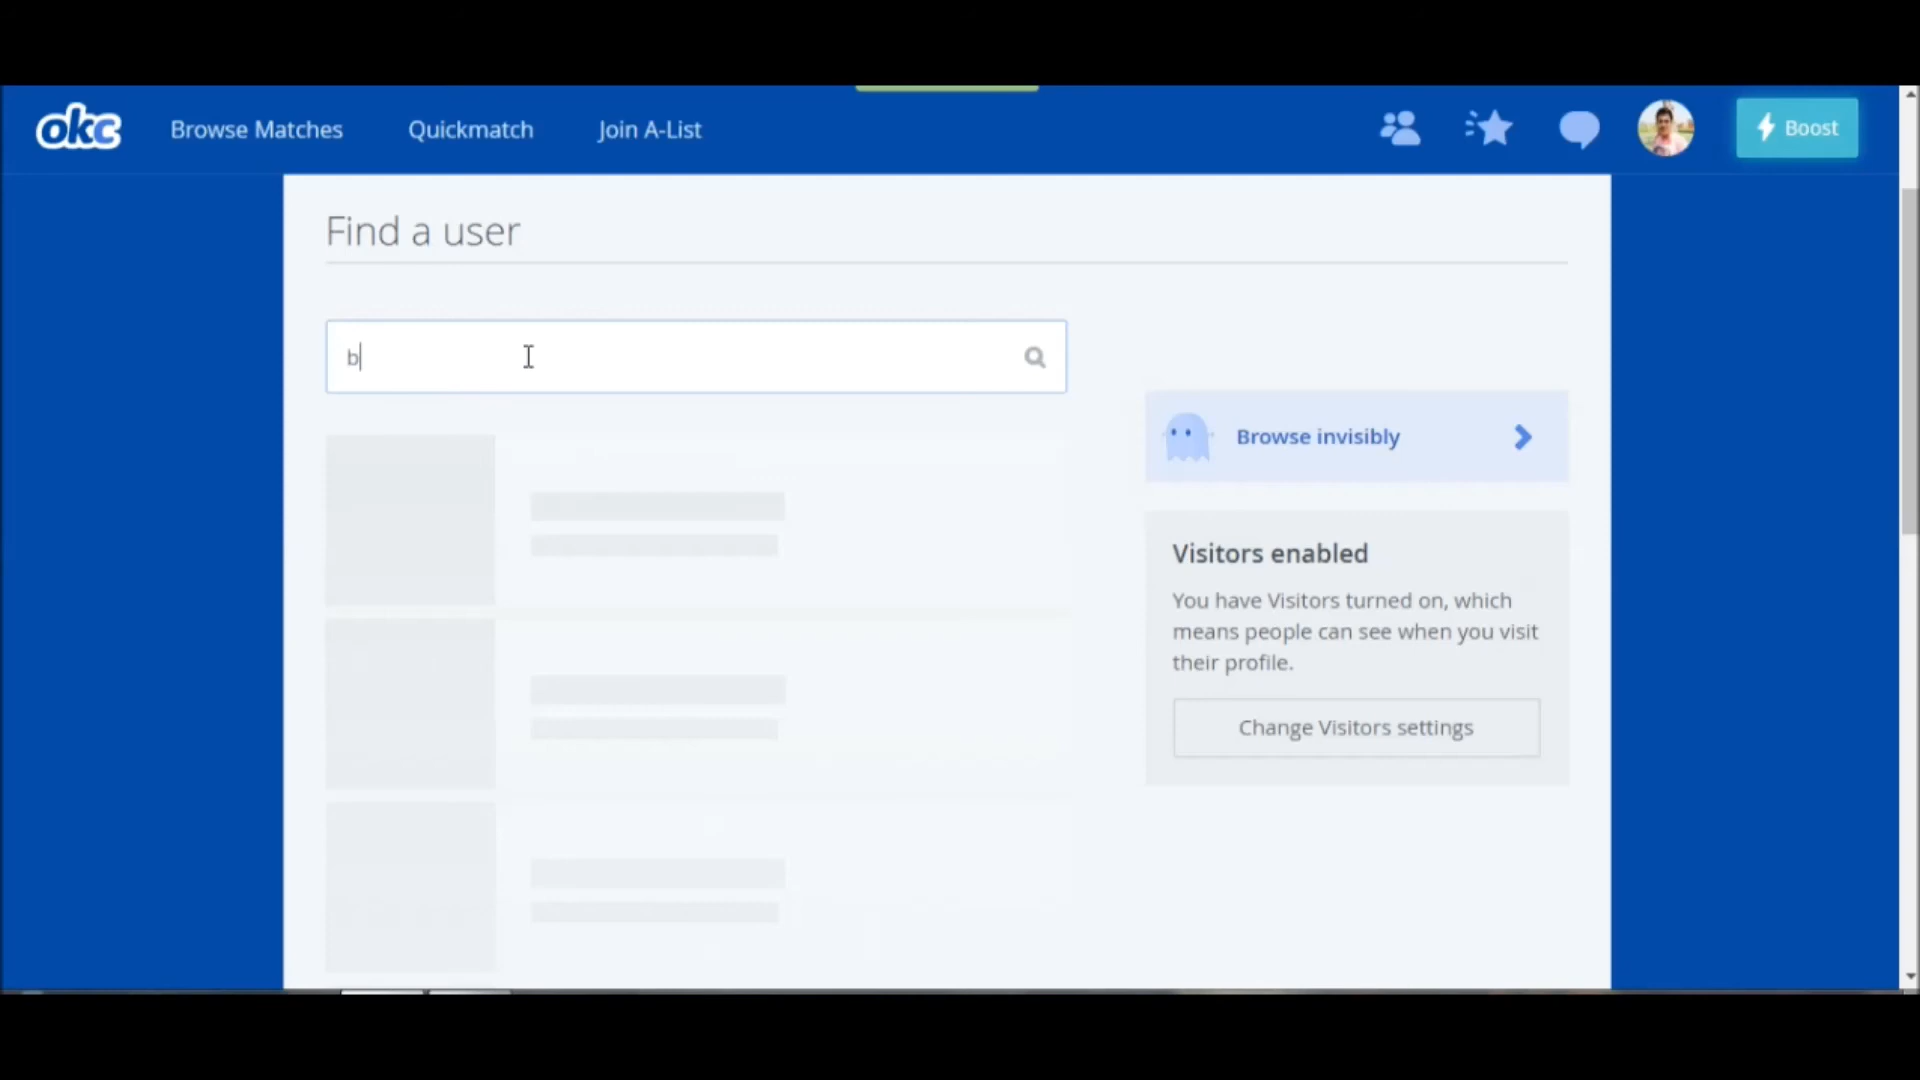 okc
Browse Matches
Quickmatch
Join A-List
Boost
Find a user
b
Browse invisibly
Visitors enabled
You have Visitors turned on, which
means people can see when you visit
their profile.
Change Visitors settings